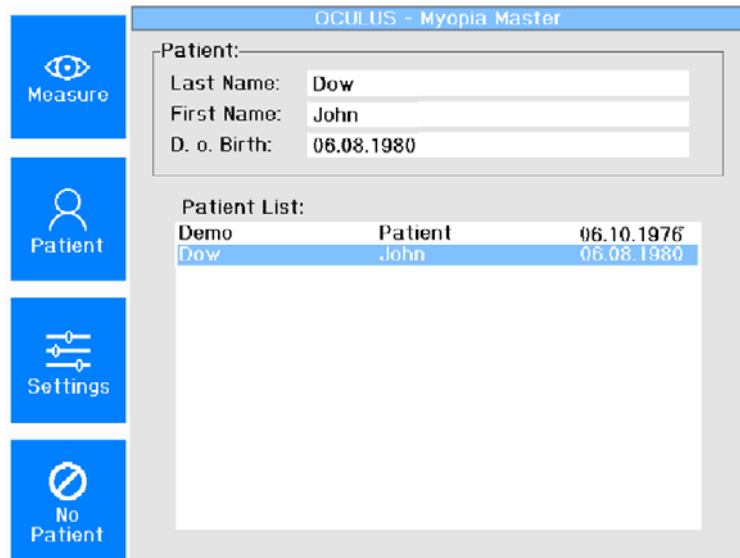 OCULUS - Myopia Master
Measure
Patient
Settings
No
Patient
Patient:
Last Name: Dow
First Name: John
D. o. Birth: 06.08.1980
Patient List:
Demo Patient 06.10.1976
Dow John 06.08.1980